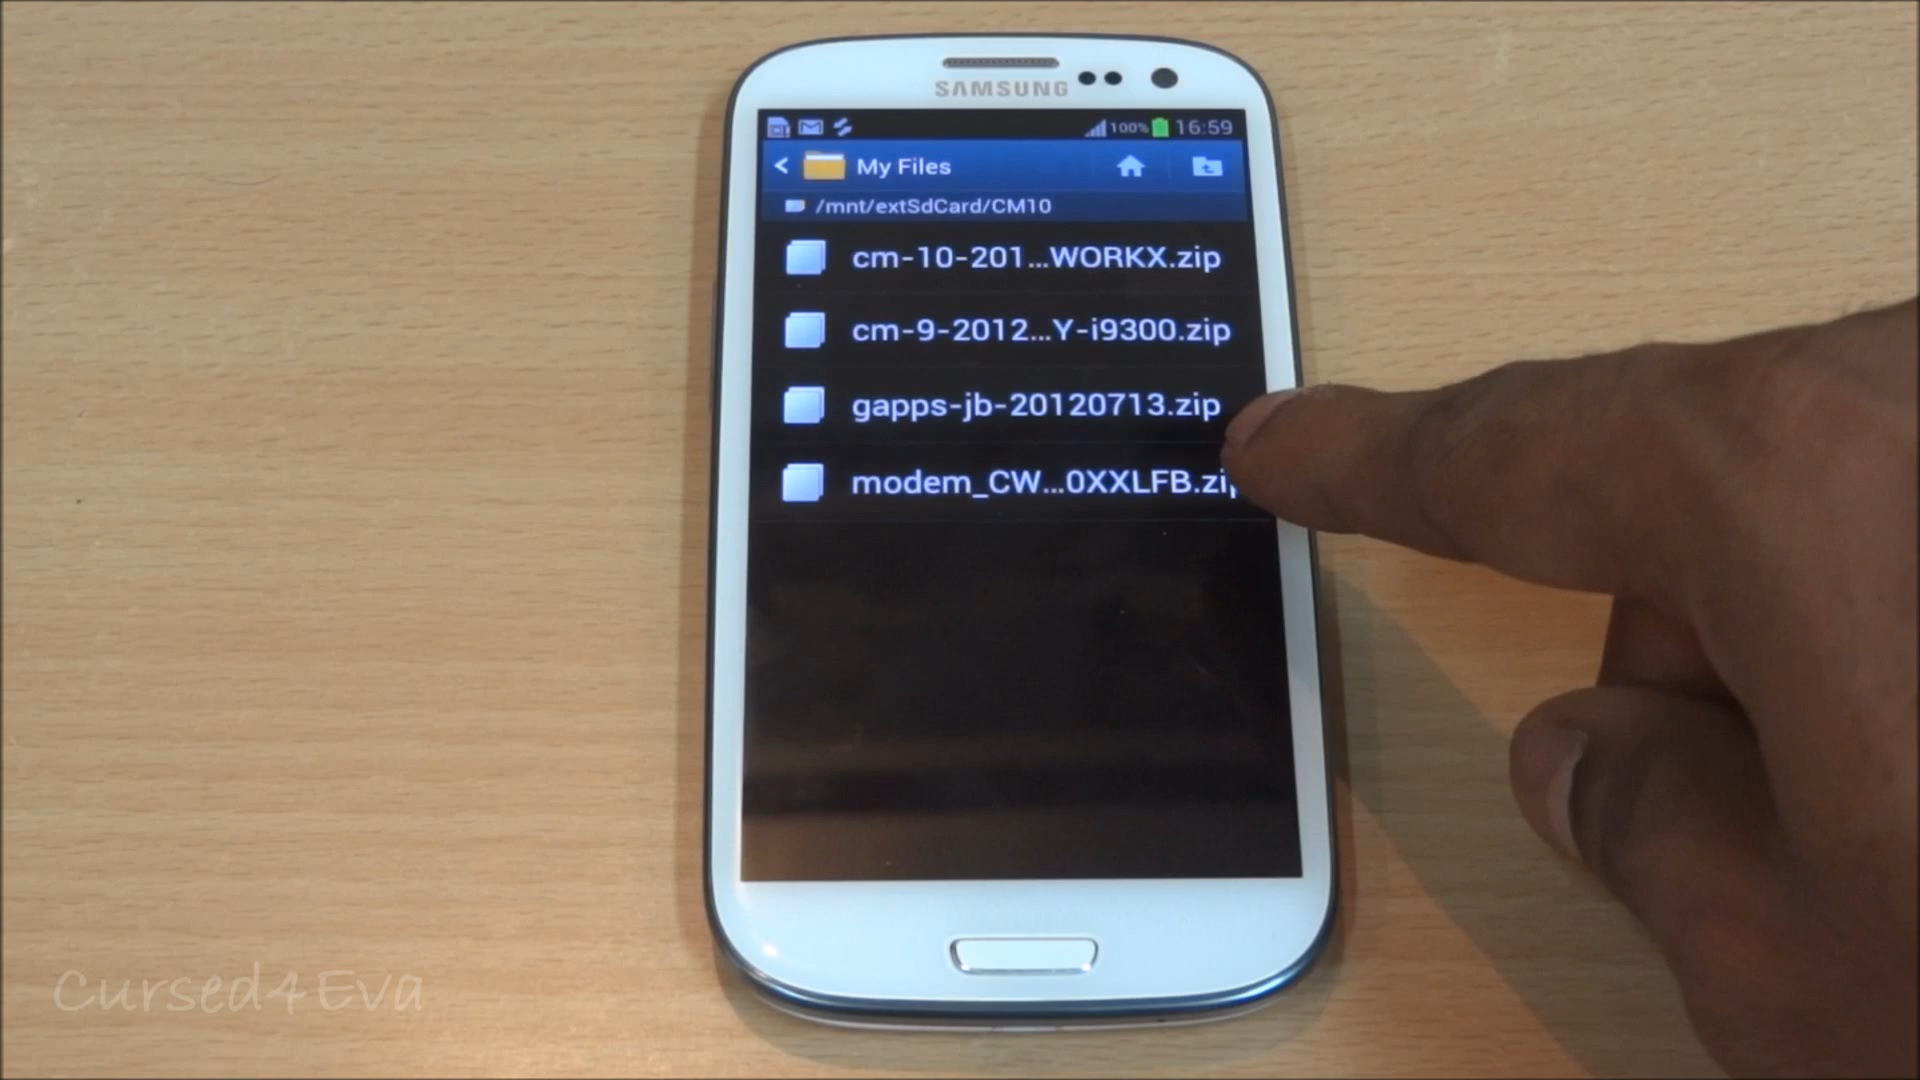 SAMSUNG
100% 16:59
My Files
/mnt/extSdCard/CM10
cm-10-201...WORKX.zip
cm-9-2012...Y-i9300.zip
gapps-jb-20120713.zip
modem_CW...0XXLFB.zip
Cursed4Eva